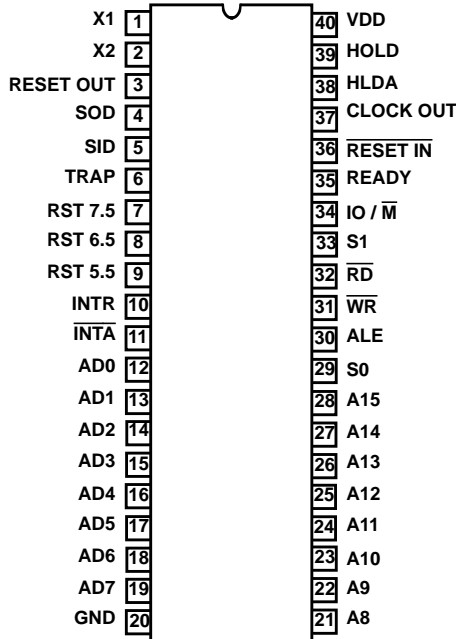 X1 1 40 VDD
X2 2 39 HOLD
RESET OUT 3 38 HLDA
SOD 4 37 CLOCK OUT
SID 5 36 RESET IN
TRAP 6 35 READY
RST 7.5 7 34 IO / M
RST 6.5 8 33 S1
RST 5.5 9 32 RD
INTR 10 31 WR
INTA 11 30 ALE
AD0 12 29 S0
AD1 13 28 A15
AD2 14 27 A14
AD3 15 26 A13
AD4 16 25 A12
AD5 17 24 A11
AD6 18 23 A10
AD7 19 22 A9
GND 20 21 A8